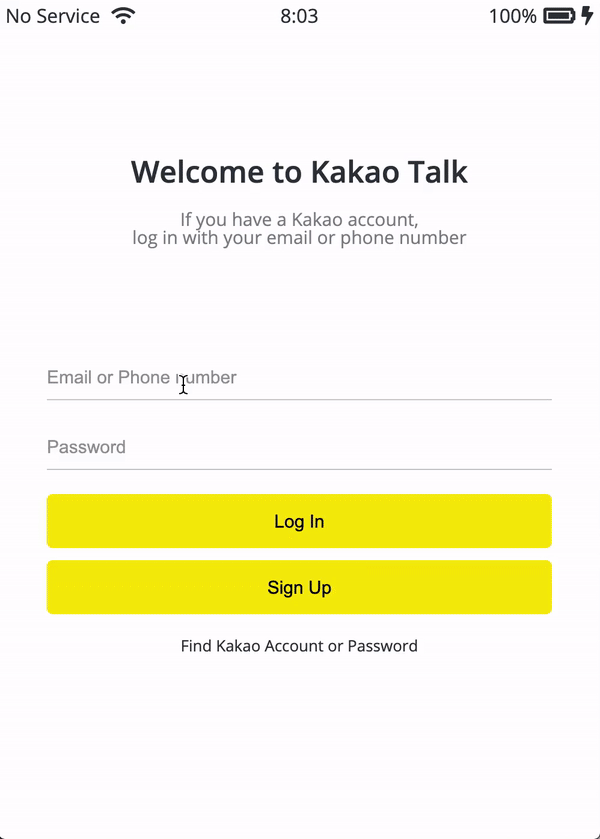 No Service 8:03 100%
Welcome to Kakao Talk
If you have a Kakao account,
log in with your email or phone number
Email or Phone number
Password
Log In
Sign Up
Find Kakao Account or Password